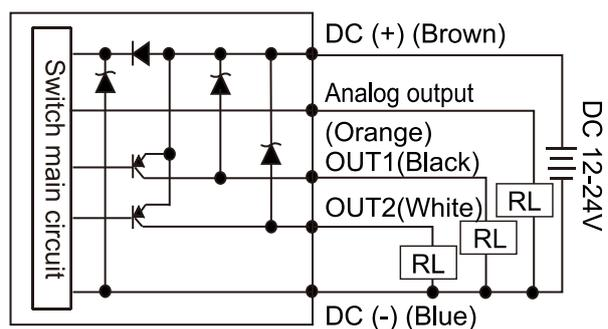 Switch main circuit
DC (+) (Brown)
Analog output
(Orange)
OUT1(Black)
OUT2(White)
DC (-) (Blue)
RL
RL
RL
DC 12-24V